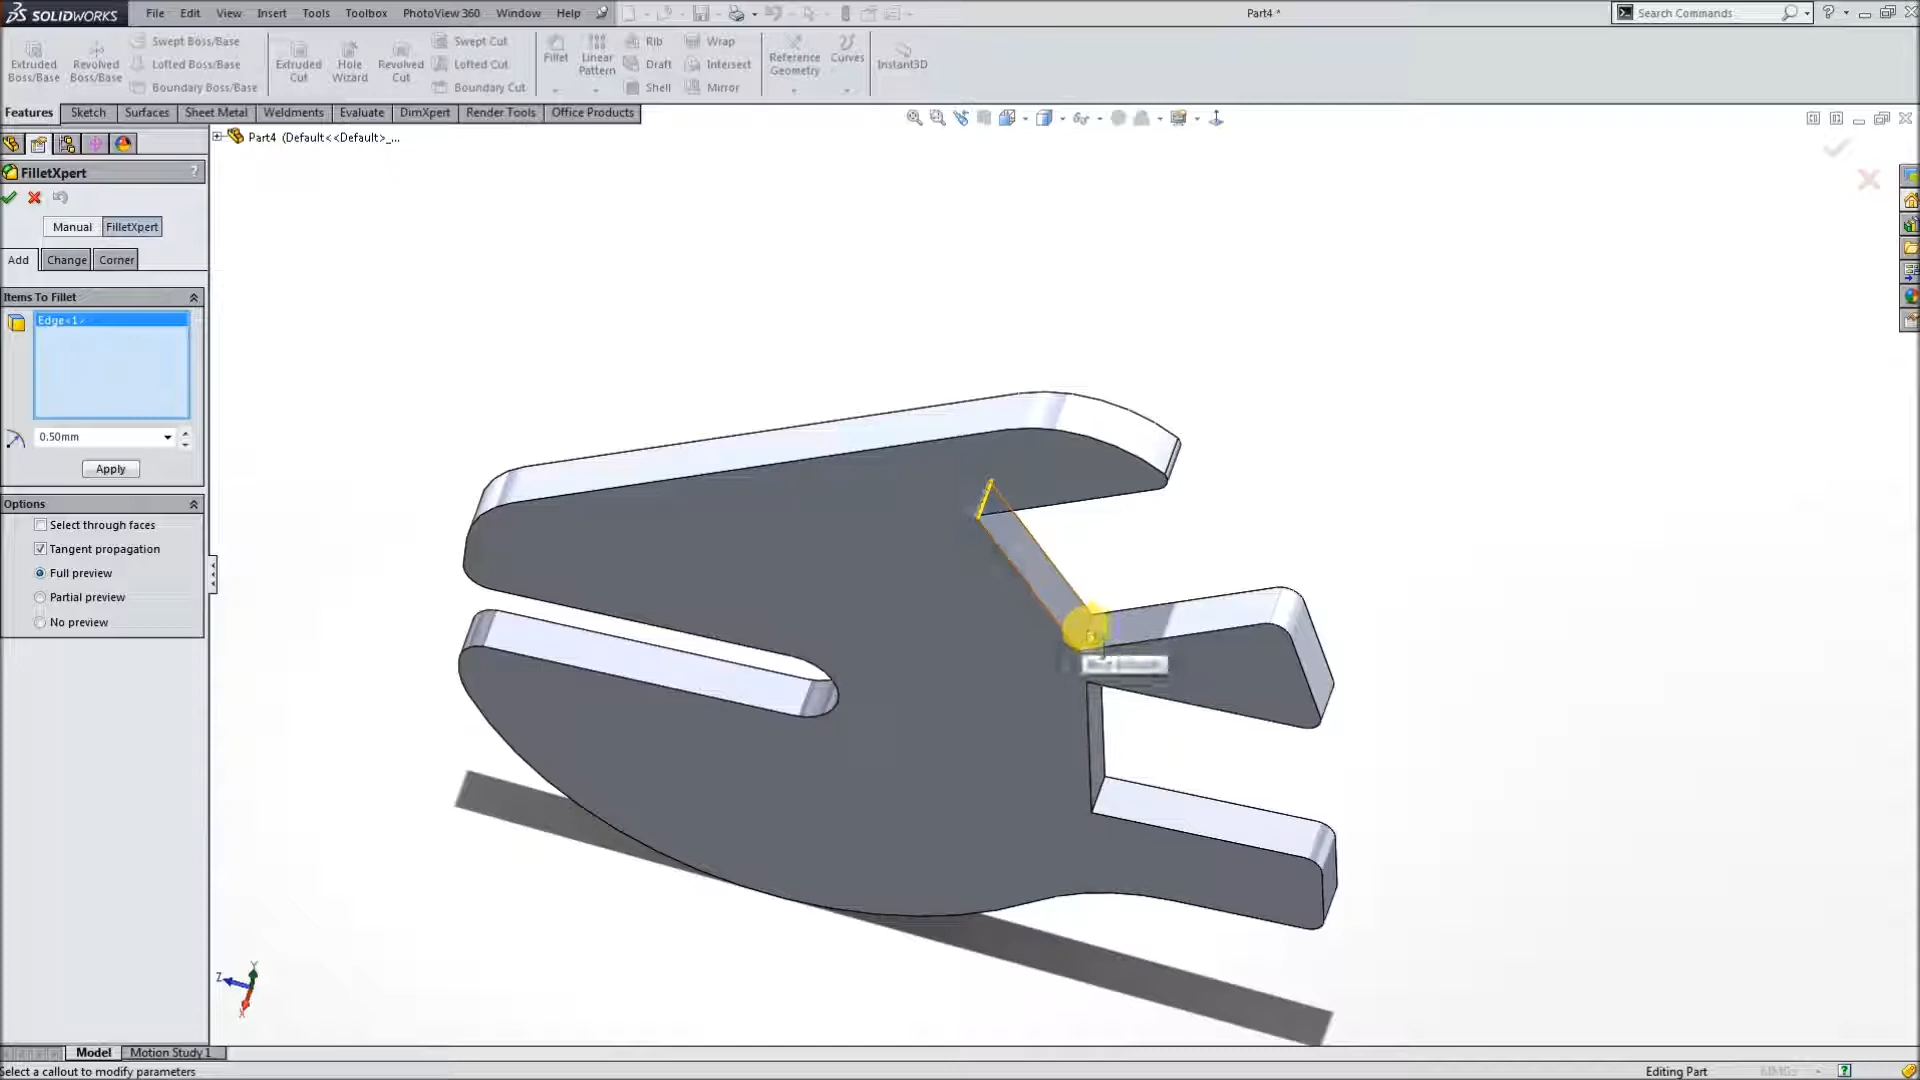 SOLIDWORKS File Edit View Insert Tools Toolbox PhotoView 360 Window Help Part4 * Search Commands
Extruded Boss/Base
Revolved Boss/Base
Swept Boss/Base
Lofted Boss/Base
Boundary Boss/Base
Extruded Cut
Hole Wizard
Revolved Cut
Swept Cut
Lofted Cut
Boundary Cut
Fillet
Linear Pattern
Rib
Draft
Shell
Wrap
Intersect
Mirror
Reference Geometry
Curves
Instant3D
Features Sketch Surfaces Sheet Metal Weldments Evaluate DimXpert Render Tools Office Products
Part4 (Default<<Default>_...
FilletXpert ?
Manual FilletXpert
Add Change Corner
Items To Fillet
Edge<1>
0.50mm
Apply
Options
Select through faces
Tangent propagation
Full preview
Partial preview
No preview
Z Y X
Model Motion Study 1
Select a callout to modify parameters Editing Part